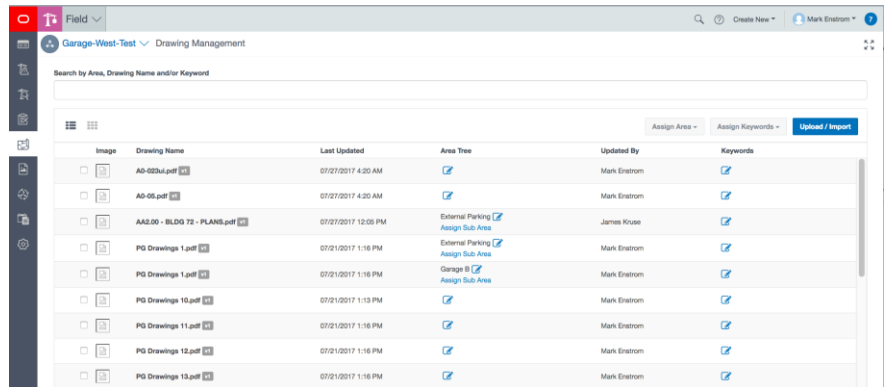 Field Create New Mark Enstrom 7
Garage-West-Test Drawing Management
Search by Area, Drawing Name and/or Keyword
Assign Area Assign Keywords Upload / Import
Image Drawing Name Last Updated Area Tree Updated By Keywords
A0-023ui.pdf v1 07/27/2017 4:20 AM Mark Enstrom
A0-05.pdf v1 07/27/2017 4:20 AM Mark Enstrom
AA2.00 - BLDG 72 - PLANS.pdf v1 07/27/2017 12:05 PM External Parking James Kruse
Assign Sub Area
PG Drawings 1.pdf v1 07/21/2017 1:16 PM External Parking Mark Enstrom
Assign Sub Area
PG Drawings 1.pdf v1 07/21/2017 1:16 PM Garage B Mark Enstrom
Assign Sub Area
PG Drawings 10.pdf v1 07/21/2017 1:13 PM Mark Enstrom
PG Drawings 11.pdf v1 07/21/2017 1:16 PM Mark Enstrom
PG Drawings 12.pdf v1 07/21/2017 1:16 PM Mark Enstrom
PG Drawings 13.pdf v1 07/21/2017 1:16 PM Mark Enstrom